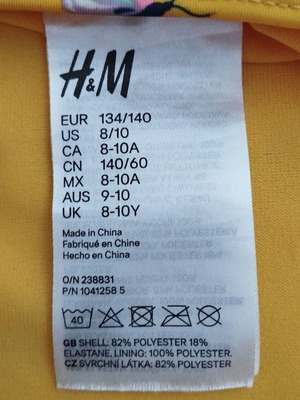 H&M
EUR 134/140
US 8/10
CA 8-10A
CN 140/60
MX 8-10A
AUS 9-10
UK 8-10Y
Made in China
Fabriqué en Chine
Hecho en China
O/N 238831
P/N 1041258 5
40
GB SHELL: 82% POLYESTER 18%
ELASTANE. LINING: 100% POLYESTER.
CZ SVRCHNÍ LÁTKA: 82% POLYESTER